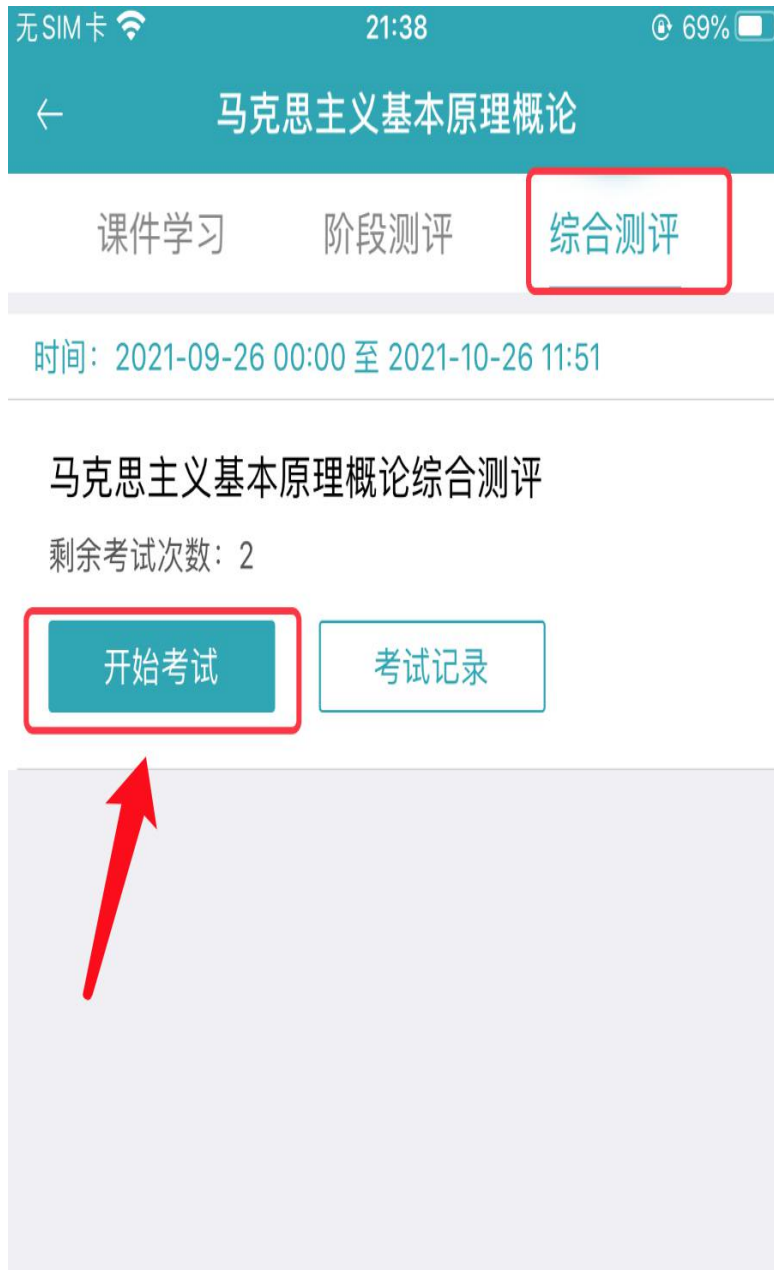 无SIM卡 21:38 69%
马克思主义基本原理概论
课件学习 阶段测评 综合测评
时间：2021-09-26 00:00 至 2021-10-26 11:51
马克思主义基本原理概论综合测评
剩余考试次数：2
开始考试 考试记录